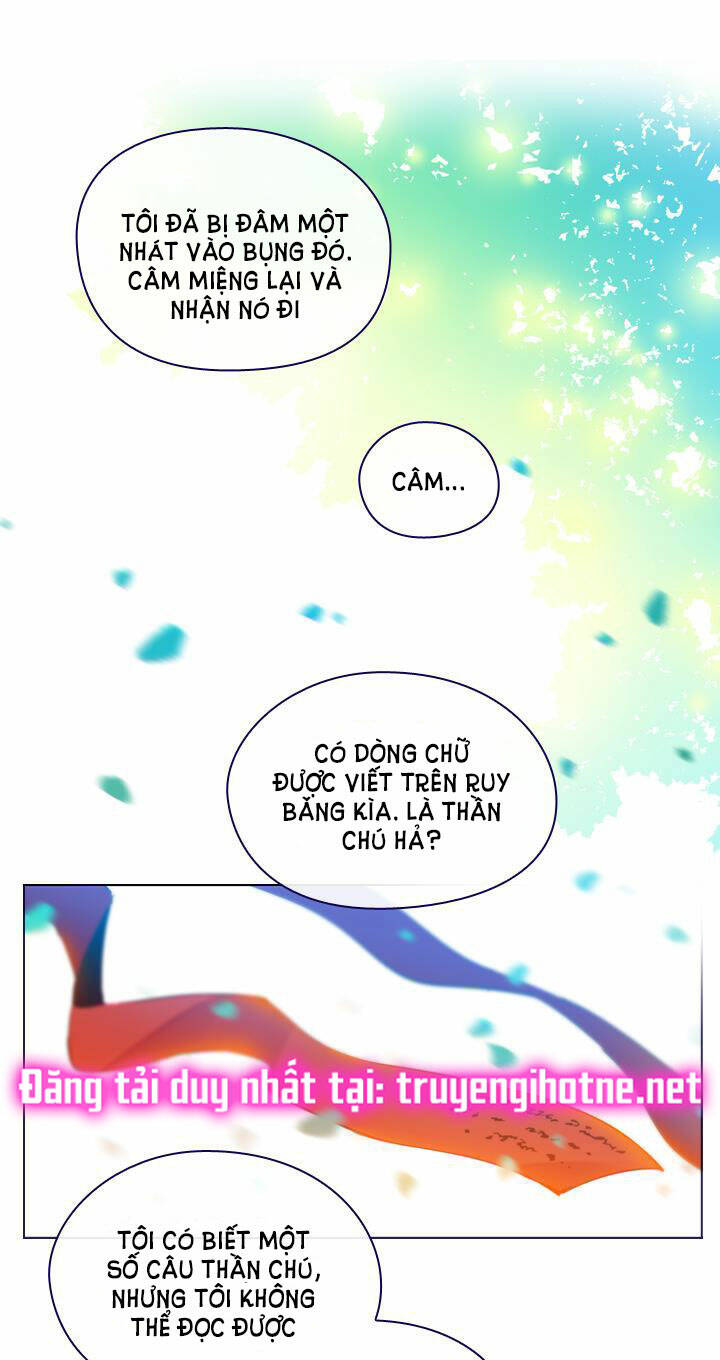 TÔI ĐÃ BỊ ĐÂM MỘT
NHÁT VÀO BỤNG ĐÓ.
CÂM MIỆNG LẠI VÀ
NHẬN NÓ ĐI
CÂM...
CÓ DÒNG CHỮ
ĐƯỢC VIẾT TRÊN RUY
BĂNG KÌA. LÀ THẦN
CHÚ HẢ?
Đăng tải duy nhất tại: truyengihotne.net
TÔI CÓ BIẾT MỘT
SỐ CÂU THẦN CHÚ,
NHƯNG TÔI KHÔNG
THỂ ĐỌC ĐƯỢC